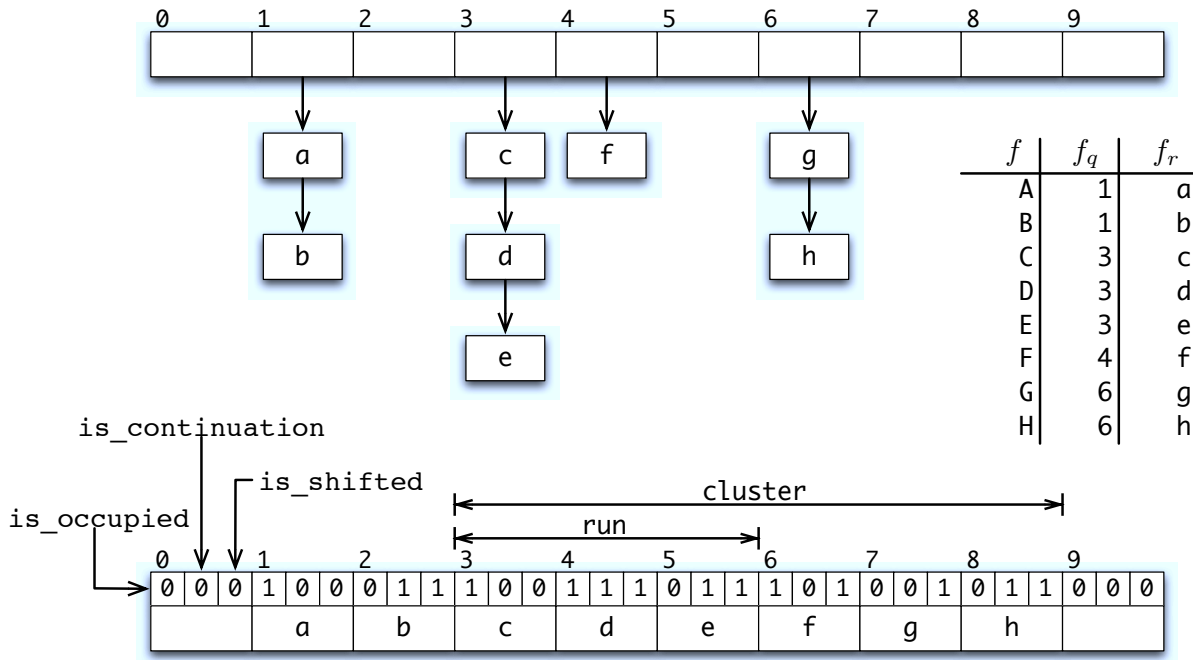 0 1 2 3 4 5 6 7 8 9
a c f g
b d h
e
f f_q f_r
A 1 a
B 1 b
C 3 c
D 3 d
E 3 e
F 4 f
G 6 g
H 6 h
is_continuation
is_shifted
is_occupied
cluster
run
0 1 2 3 4 5 6 7 8 9
0 0 0 1 0 0 0 1 1 1 0 0 1 1 1 0 1 1 1 0 1 0 0 1 0 1 1 0 0 0
a b c d e f g h